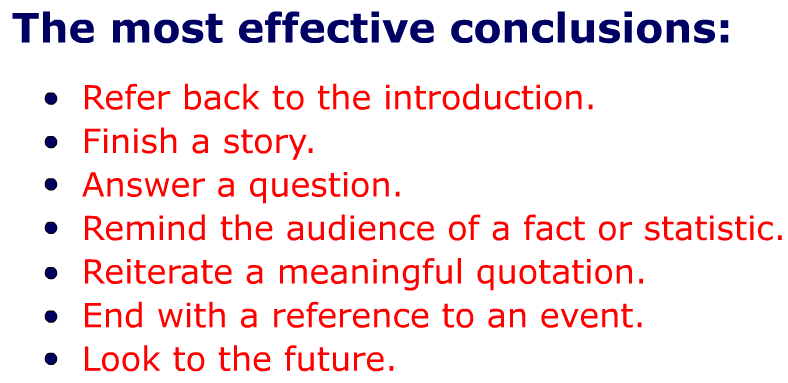 The most effective conclusions:
• Refer back to the introduction.
• Finish a story.
• Answer a question.
• Remind the audience of a fact or statistic.
• Reiterate a meaningful quotation.
• End with a reference to an event.
• Look to the future.